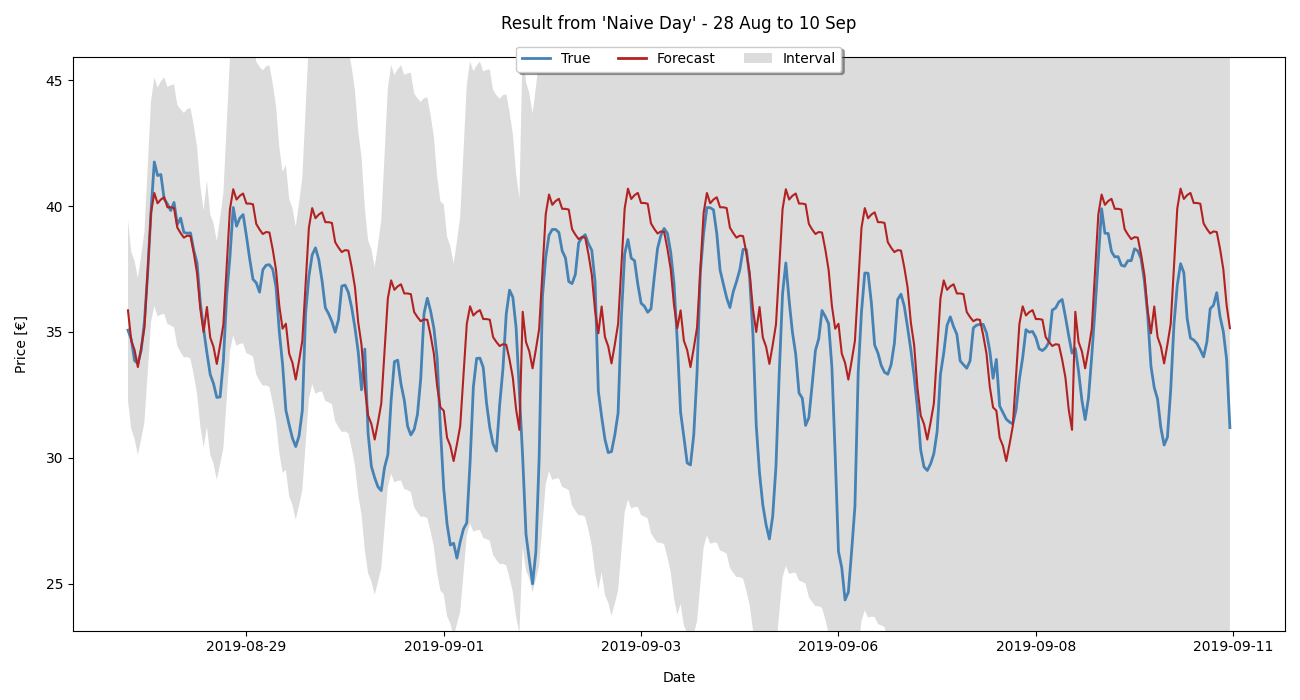 Result from 'Naive Day' - 28 Aug to 10 Sep
True Forecast Interval
45
40
35
30
25
Price [€]
2019-08-29 2019-09-01 2019-09-03 2019-09-06 2019-09-08 2019-09-11
Date